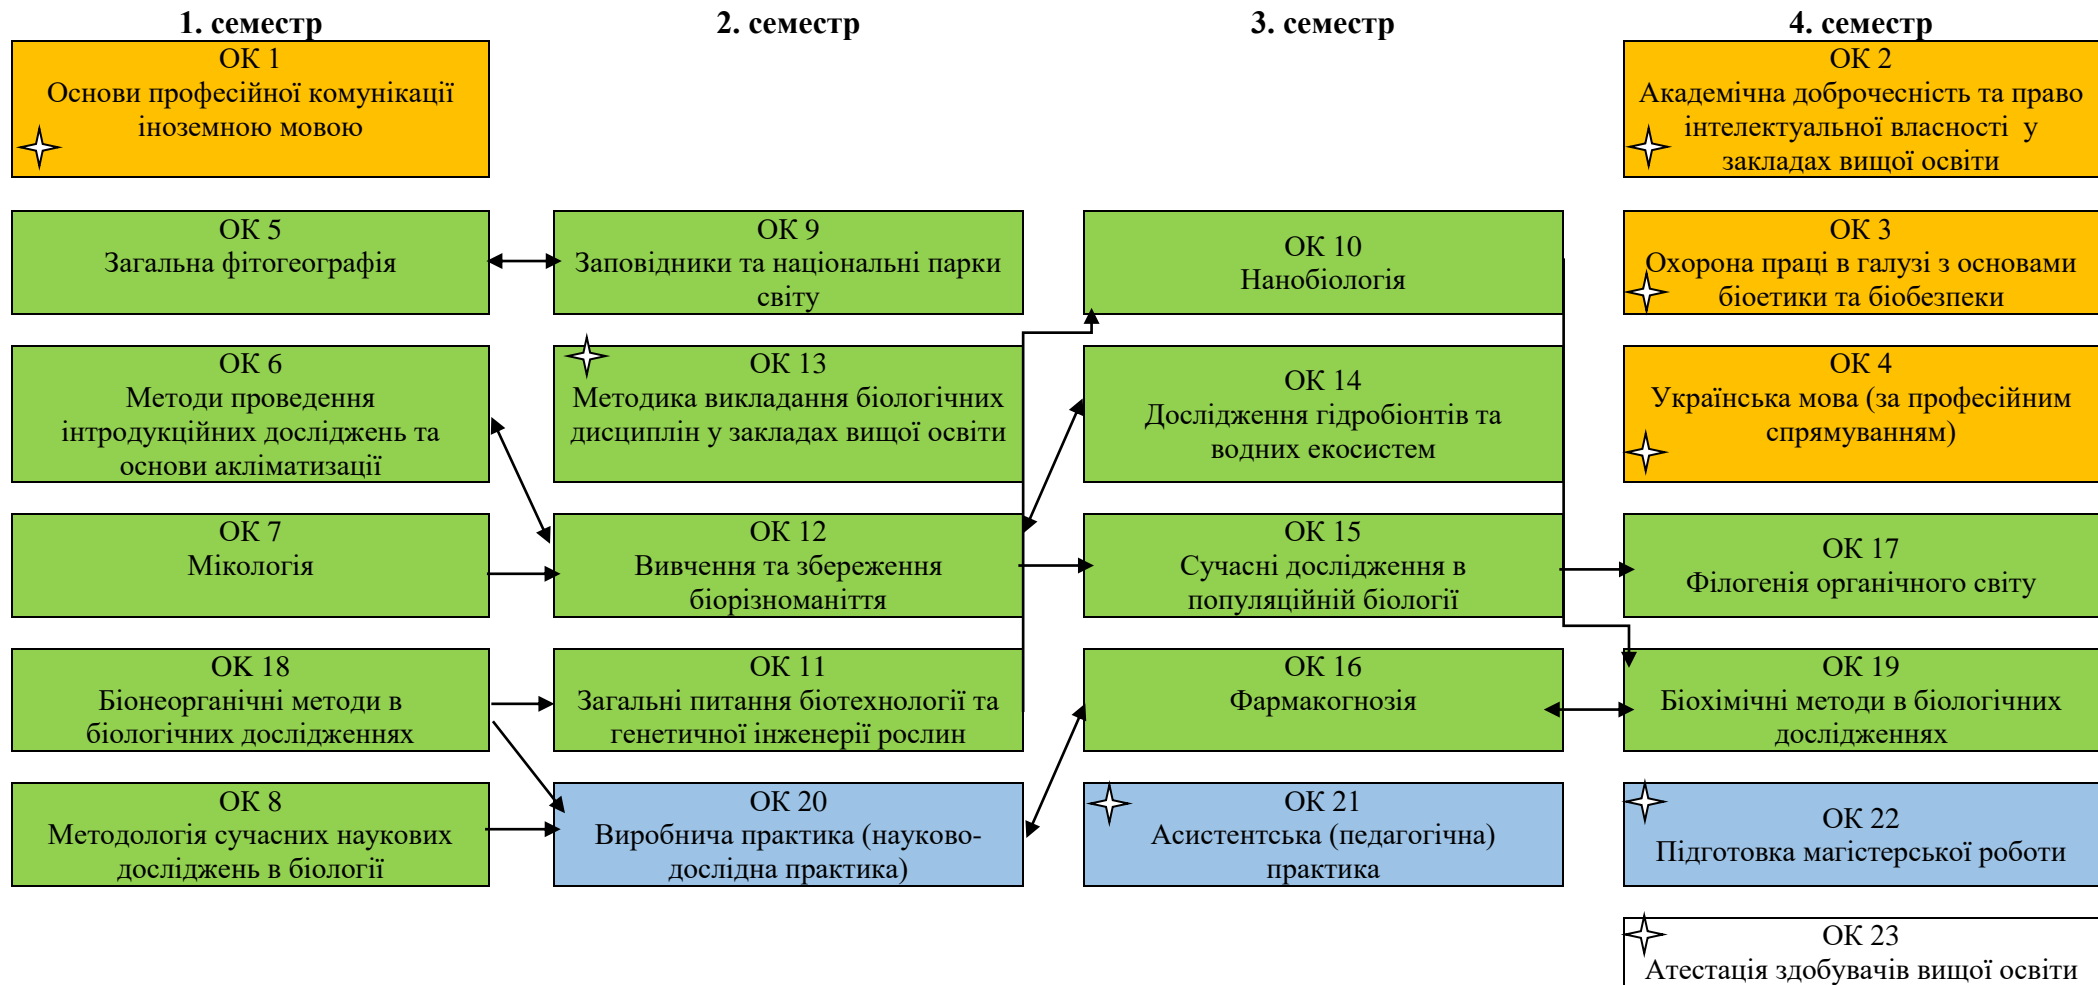 1. семестр
2. семестр
3. семестр
4. семестр
ОК 1
Основи професійної комунікації
іноземною мовою
ОК 2
Академічна доброчесність та право
інтелектуальної власності у
закладах вищої освіти
ОК 5
Загальна фітогеографія
ОК 9
Заповідники та національні парки
світу
ОК 10
Нанобіологія
ОК 3
Охорона праці в галузі з основами
біоетики та біобезпеки
ОК 6
Методи проведення
інтродукційних досліджень та
основи акліматизації
ОК 13
Методика викладання біологічних
дисциплін у закладах вищої освіти
ОК 14
Дослідження гідробіонтів та
водних екосистем
ОК 4
Українська мова (за професійним
спрямуванням)
ОК 7
Мікологія
ОК 12
Вивчення та збереження
біорізноманіття
ОК 15
Сучасні дослідження в
популяційній біології
ОК 17
Філогенія органічного світу
ОК 18
Біонеорганічні методи в
біологічних дослідженнях
ОК 11
Загальні питання біотехнології та
генетичної інженерії рослин
ОК 16
Фармакогнозія
ОК 19
Біохімічні методи в біологічних
дослідженнях
ОК 8
Методологія сучасних наукових
досліджень в біології
ОК 20
Виробнича практика (науково-
дослідна практика)
ОК 21
Асистентська (педагогічна)
практика
ОК 22
Підготовка магістерської роботи
ОК 23
Атестація здобувачів вищої освіти